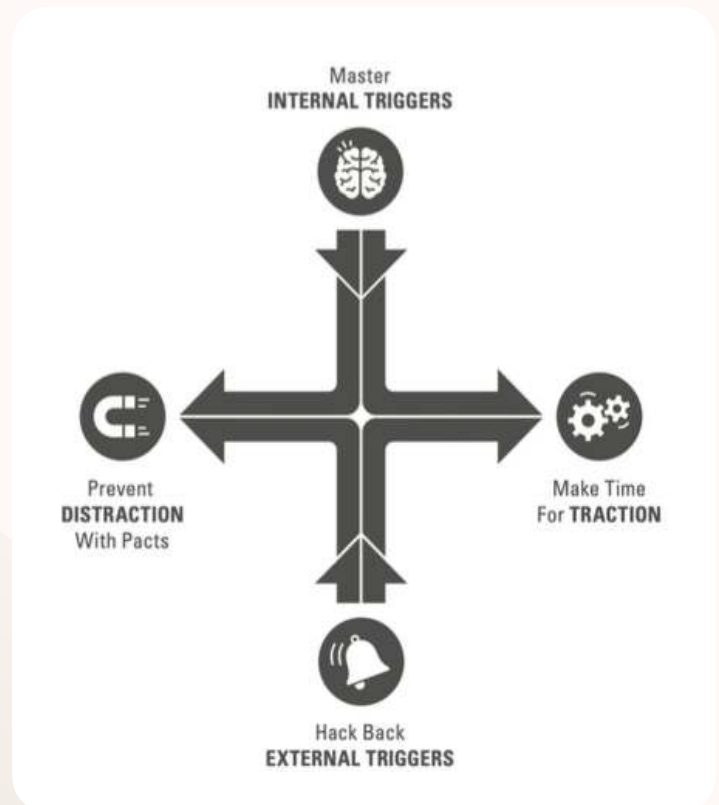 Master
INTERNAL TRIGGERS
Prevent
DISTRACTION
With Pacts
Make Time
For TRACTION
Hack Back
EXTERNAL TRIGGERS